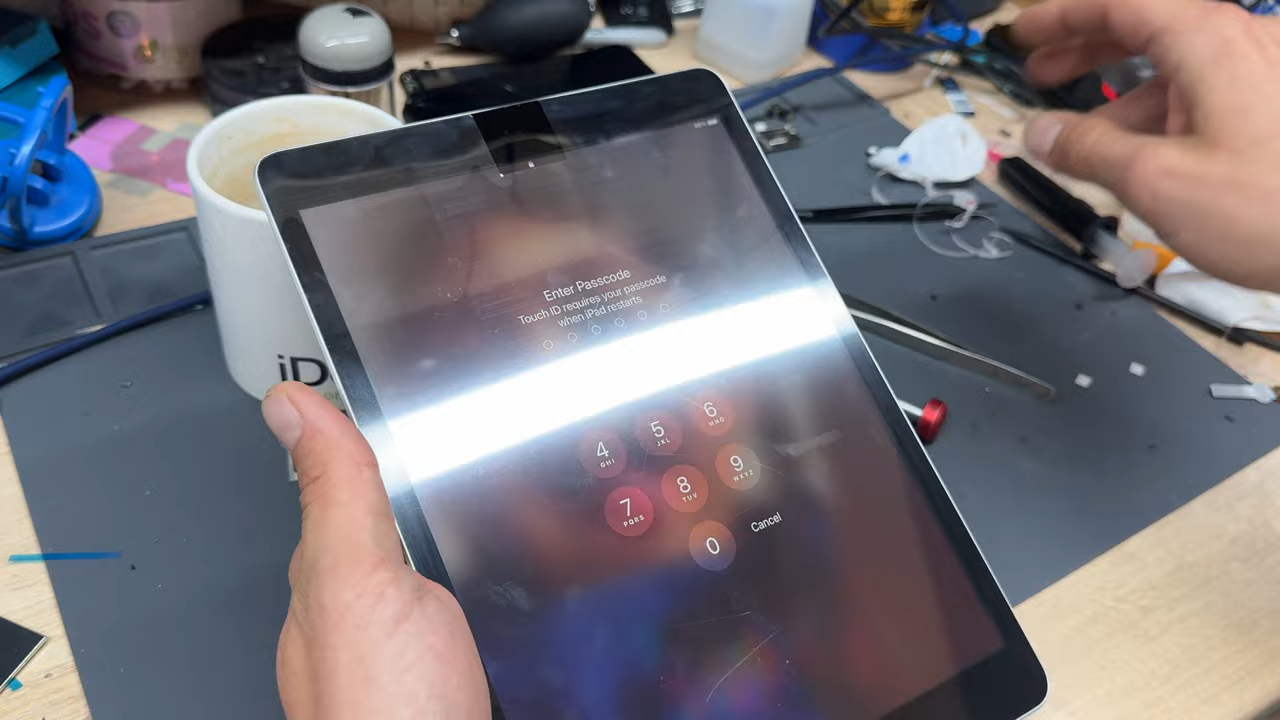 Enter Passcode
Touch ID requires your passcode
when iPad restarts
4 5 6
GHI JKL MNO
7 8 9
PQRS TUV WXYZ
0 Cancel
iD